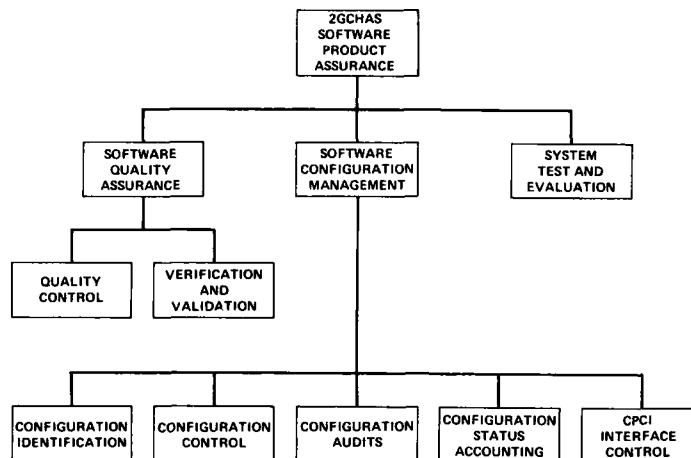 2GCHAS
SOFTWARE
PRODUCT
ASSURANCE
SOFTWARE
QUALITY
ASSURANCE
SOFTWARE
CONFIGURATION
MANAGEMENT
SYSTEM
TEST AND
EVALUATION
QUALITY
CONTROL
VERIFICATION
AND
VALIDATION
CONFIGURATION
IDENTIFICATION
CONFIGURATION
CONTROL
CONFIGURATION
AUDITS
CONFIGURATION
STATUS
ACCOUNTING
CPCI
INTERFACE
CONTROL